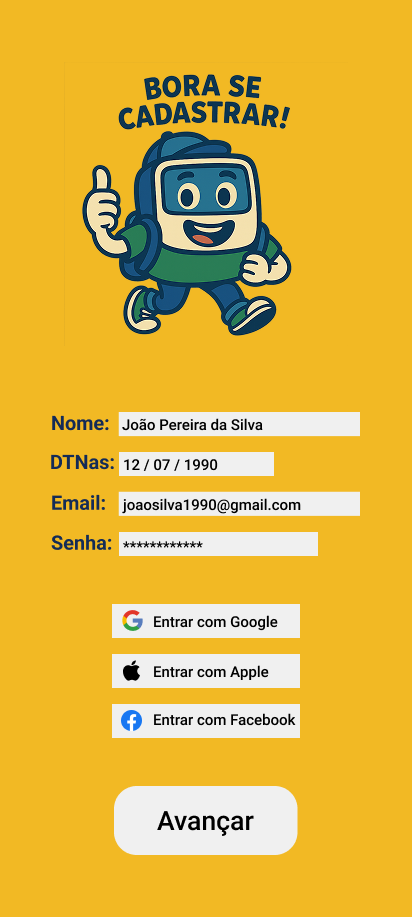 BORA SE
CADASTRAR!
Nome: João Pereira da Silva
DTNas: 12 / 07 / 1990
Email: joaosilva1990@gmail.com
Senha: ************
Entrar com Google
Entrar com Apple
Entrar com Facebook
Avançar